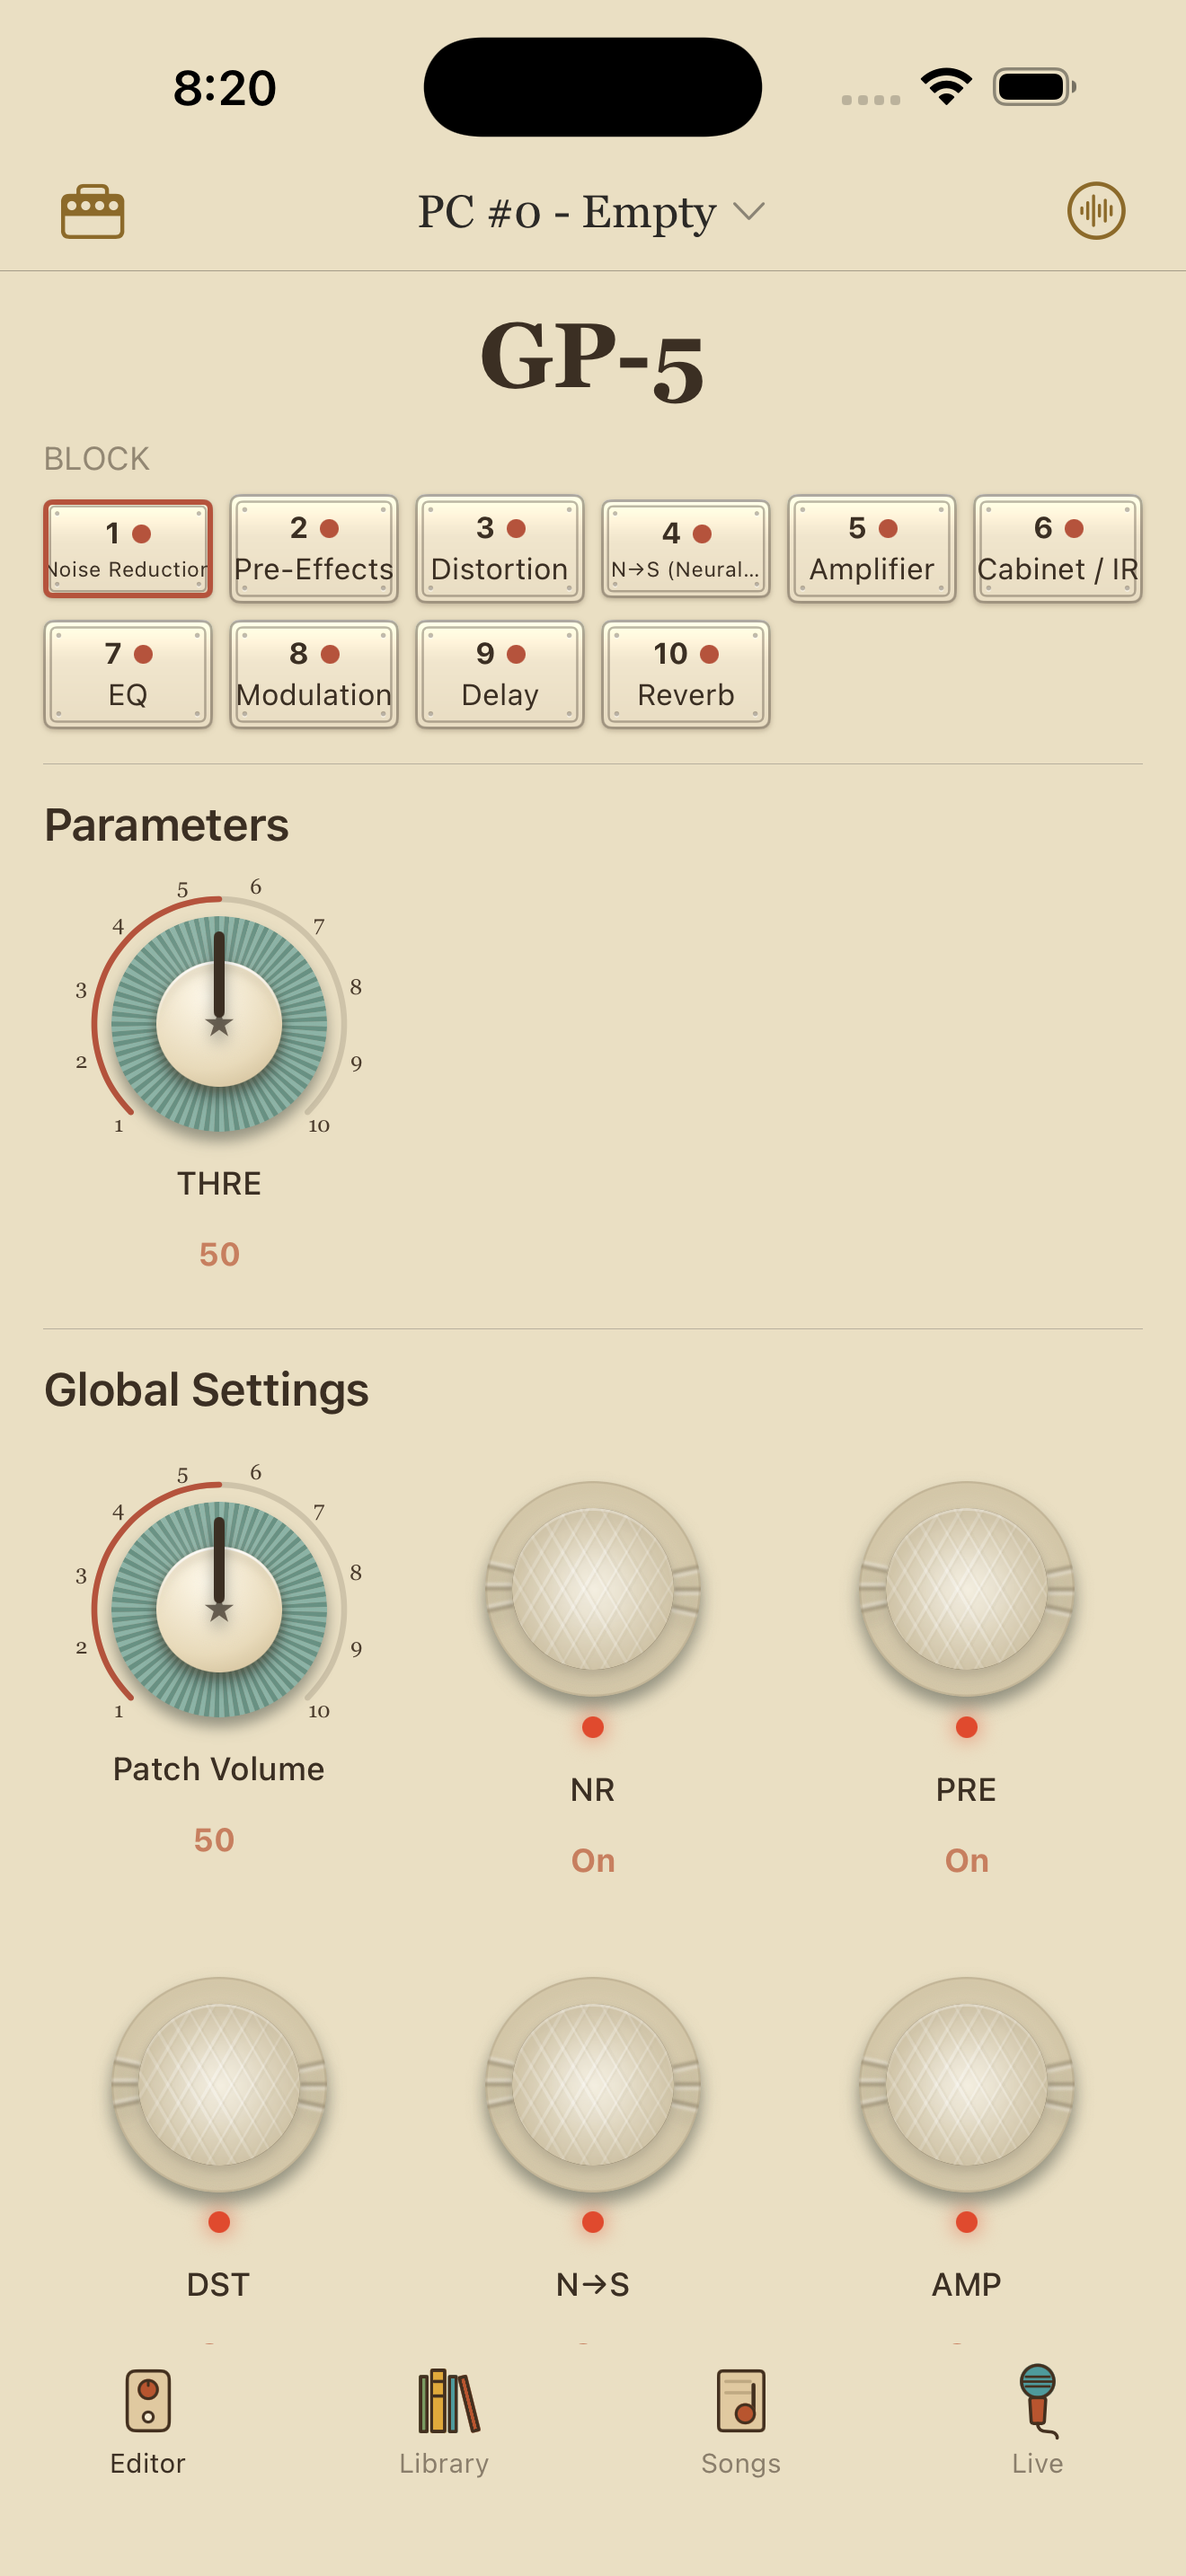 8:20
PC #0 - Empty
GP-5
BLOCK
1 2 3 4 5 6
Noise Reduction Pre-Effects Distortion N→S (Neural... Amplifier Cabinet / IR
7 8 9 10
EQ Modulation Delay Reverb
Parameters
5 6
4 7
3 8
2 9
1 10
THRE
50
Global Settings
5 6
4 7
3 8
2 9
1 10
Patch Volume
50
NR
On
PRE
On
DST N→S AMP
Editor Library Songs Live